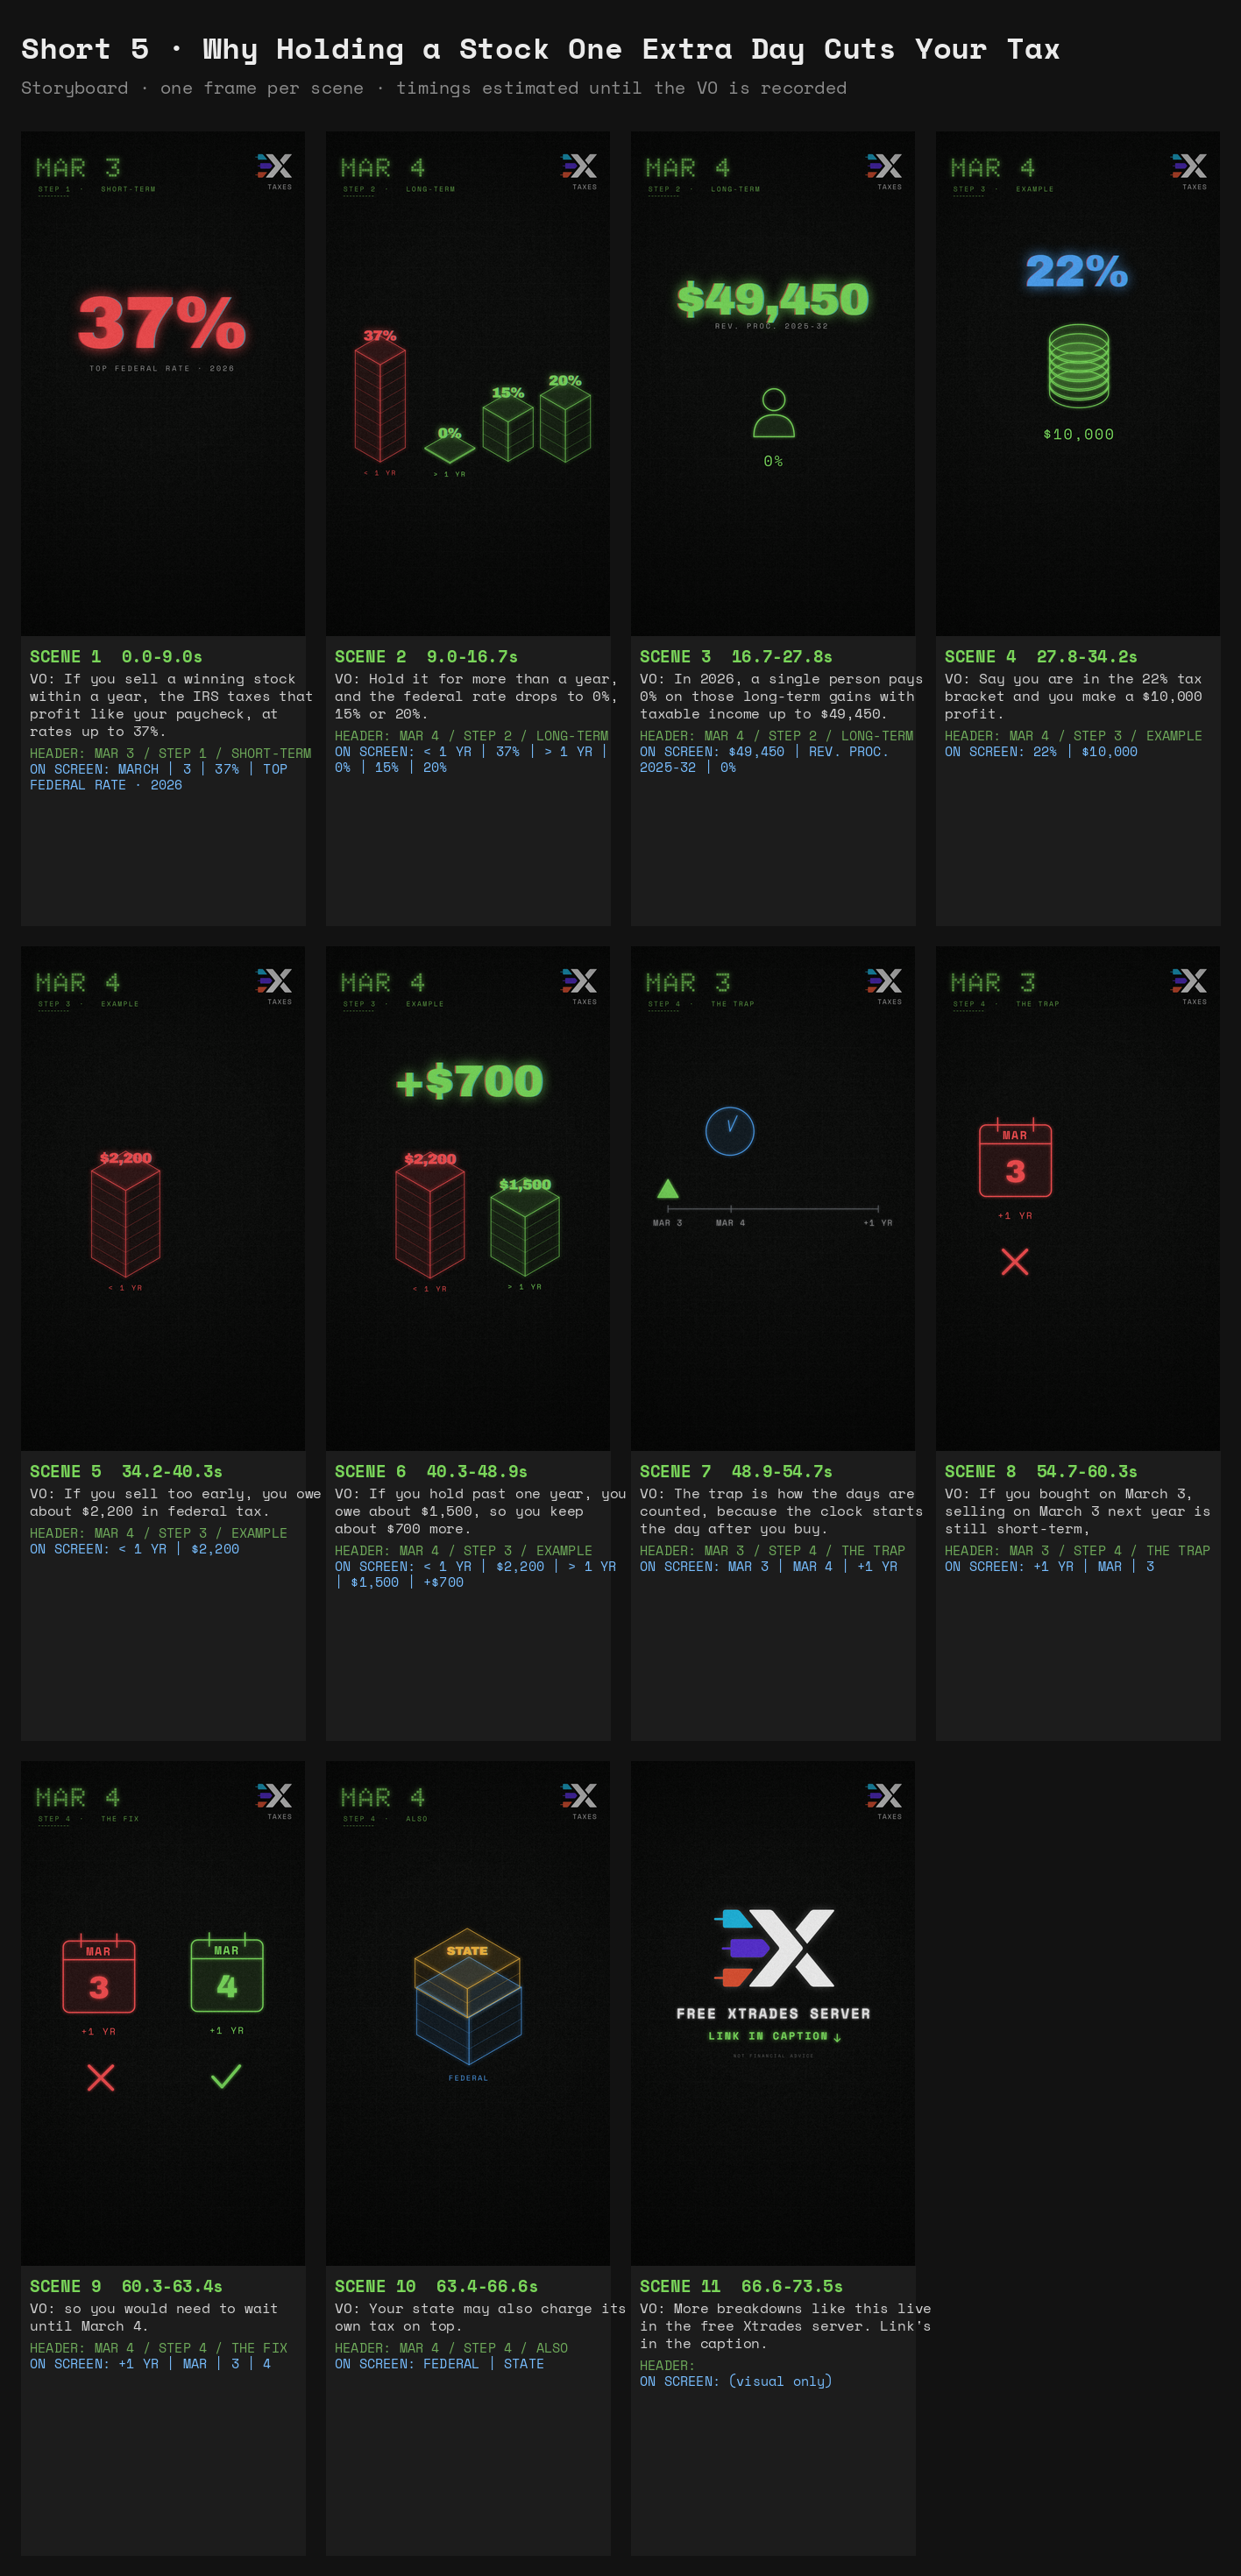 Short 5 · Why Holding a Stock One Extra Day Cuts Your Tax
Storyboard · one frame per scene · timings estimated until the VO is recorded
MAR 3
STEP 1 · SHORT-TERM
TAXES
37%
TOP FEDERAL RATE · 2026
SCENE 1 0.0-9.0s
VO: If you sell a winning stock
within a year, the IRS taxes that
profit like your paycheck, at
rates up to 37%.
HEADER: MAR 3 / STEP 1 / SHORT-TERM
ON SCREEN: MARCH | 3 | 37% | TOP
FEDERAL RATE · 2026
MAR 4
STEP 2 · LONG-TERM
TAXES
37%
0%
15%
20%
< 1 YR
> 1 YR
SCENE 2 9.0-16.7s
VO: Hold it for more than a year,
and the federal rate drops to 0%,
15% or 20%.
HEADER: MAR 4 / STEP 2 / LONG-TERM
ON SCREEN: < 1 YR | 37% | > 1 YR |
0% | 15% | 20%
MAR 4
STEP 2 · LONG-TERM
TAXES
$49,450
REV. PROC. 2025-32
0%
SCENE 3 16.7-27.8s
VO: In 2026, a single person pays
0% on those long-term gains with
taxable income up to $49,450.
HEADER: MAR 4 / STEP 2 / LONG-TERM
ON SCREEN: $49,450 | REV. PROC.
2025-32 | 0%
MAR 4
STEP 3 · EXAMPLE
TAXES
22%
$10,000
SCENE 4 27.8-34.2s
VO: Say you are in the 22% tax
bracket and you make a $10,000
profit.
HEADER: MAR 4 / STEP 3 / EXAMPLE
ON SCREEN: 22% | $10,000
MAR 4
STEP 3 · EXAMPLE
TAXES
$2,200
< 1 YR
SCENE 5 34.2-40.3s
VO: If you sell too early, you owe
about $2,200 in federal tax.
HEADER: MAR 4 / STEP 3 / EXAMPLE
ON SCREEN: < 1 YR | $2,200
MAR 4
STEP 3 · EXAMPLE
TAXES
+$700
$2,200
$1,500
< 1 YR
> 1 YR
SCENE 6 40.3-48.9s
VO: If you hold past one year, you
owe about $1,500, so you keep
about $700 more.
HEADER: MAR 4 / STEP 3 / EXAMPLE
ON SCREEN: < 1 YR | $2,200 | > 1 YR
| $1,500 | +$700
MAR 3
STEP 4 · THE TRAP
TAXES
MAR 3
MAR 4
+1 YR
SCENE 7 48.9-54.7s
VO: The trap is how the days are
counted, because the clock starts
the day after you buy.
HEADER: MAR 3 / STEP 4 / THE TRAP
ON SCREEN: MAR 3 | MAR 4 | +1 YR
MAR 3
STEP 4 · THE TRAP
TAXES
MAR
3
+1 YR
SCENE 8 54.7-60.3s
VO: If you bought on March 3,
selling on March 3 next year is
still short-term,
HEADER: MAR 3 / STEP 4 / THE TRAP
ON SCREEN: +1 YR | MAR | 3
MAR 4
STEP 4 · THE FIX
TAXES
MAR
3
+1 YR
MAR
4
+1 YR
SCENE 9 60.3-63.4s
VO: so you would need to wait
until March 4.
HEADER: MAR 4 / STEP 4 / THE FIX
ON SCREEN: +1 YR | MAR | 3 | 4
MAR 4
STEP 4 · ALSO
TAXES
STATE
FEDERAL
SCENE 10 63.4-66.6s
VO: Your state may also charge its
own tax on top.
HEADER: MAR 4 / STEP 4 / ALSO
ON SCREEN: FEDERAL | STATE
TAXES
FREE XTRADES SERVER
LINK IN CAPTION ↓
NOT FINANCIAL ADVICE
SCENE 11 66.6-73.5s
VO: More breakdowns like this live
in the free Xtrades server. Link's
in the caption.
HEADER:
ON SCREEN: (visual only)